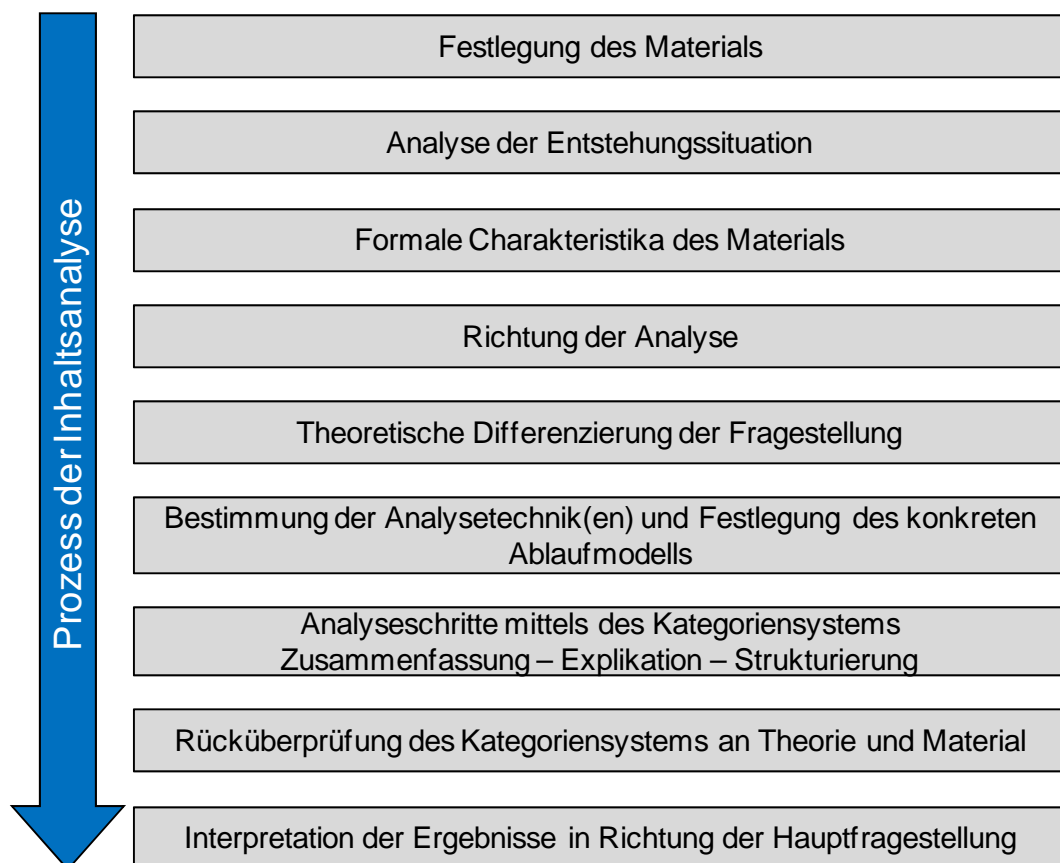 Prozess der Inhaltsanalyse
Festlegung des Materials
Analyse der Entstehungssituation
Formale Charakteristika des Materials
Richtung der Analyse
Theoretische Differenzierung der Fragestellung
Bestimmung der Analysetechnik(en) und Festlegung des konkreten
Ablaufmodells
Analyseschritte mittels des Kategoriensystems
Zusammenfassung – Explikation – Strukturierung
Rücküberprüfung des Kategoriensystems an Theorie und Material
Interpretation der Ergebnisse in Richtung der Hauptfragestellung